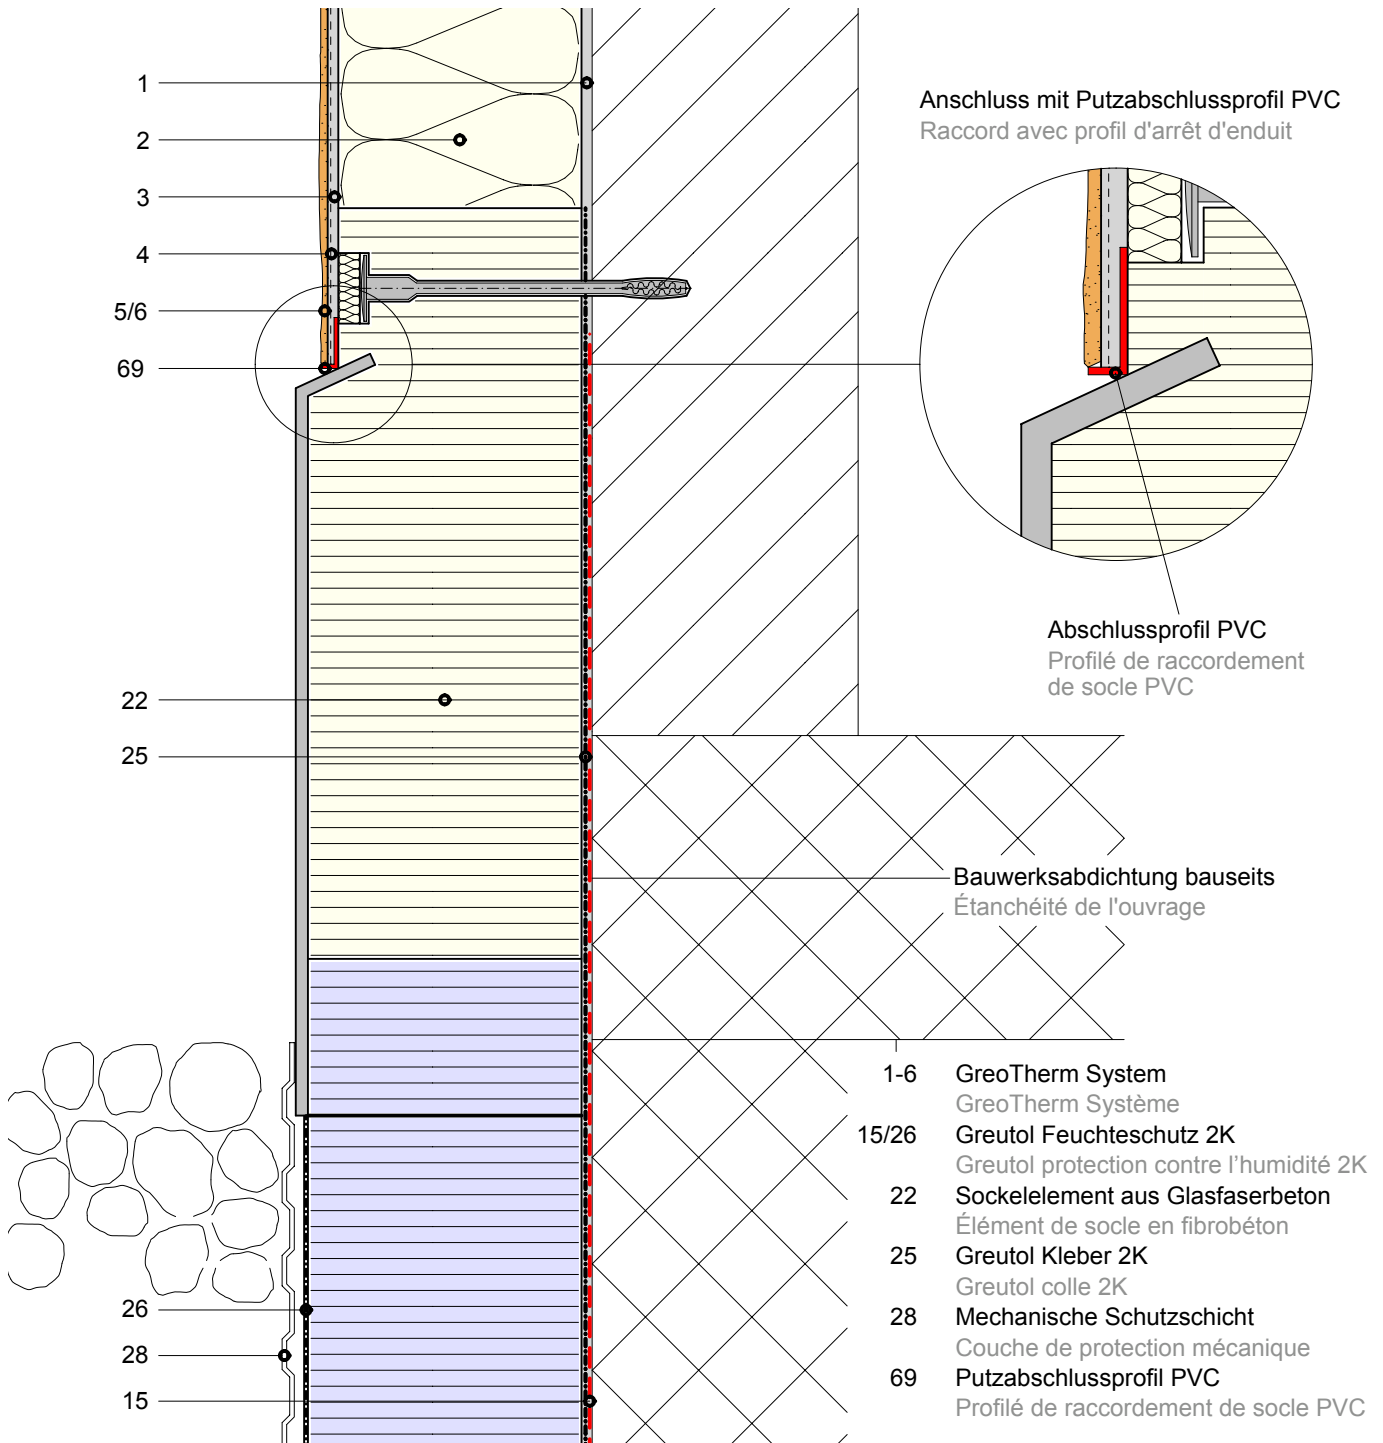 1
2
3
4
5/6
69
22
25
26
28
15
Anschluss mit Putzabschlussprofil PVC
Raccord avec profil d'arrêt d'enduit
Abschlussprofil PVC
Profilé de raccordement
de socle PVC
Bauwerksabdichtung bauseits
Étanchéité de l'ouvrage
1-6 GreoTherm System
GreoTherm Système
15/26 Greutol Feuchteschutz 2K
Greutol protection contre l’humidité 2K
22 Sockelelement aus Glasfaserbeton
Élément de socle en fibrobéton
25 Greutol Kleber 2K
Greutol colle 2K
28 Mechanische Schutzschicht
Couche de protection mécanique
69 Putzabschlussprofil PVC
Profilé de raccordement de socle PVC